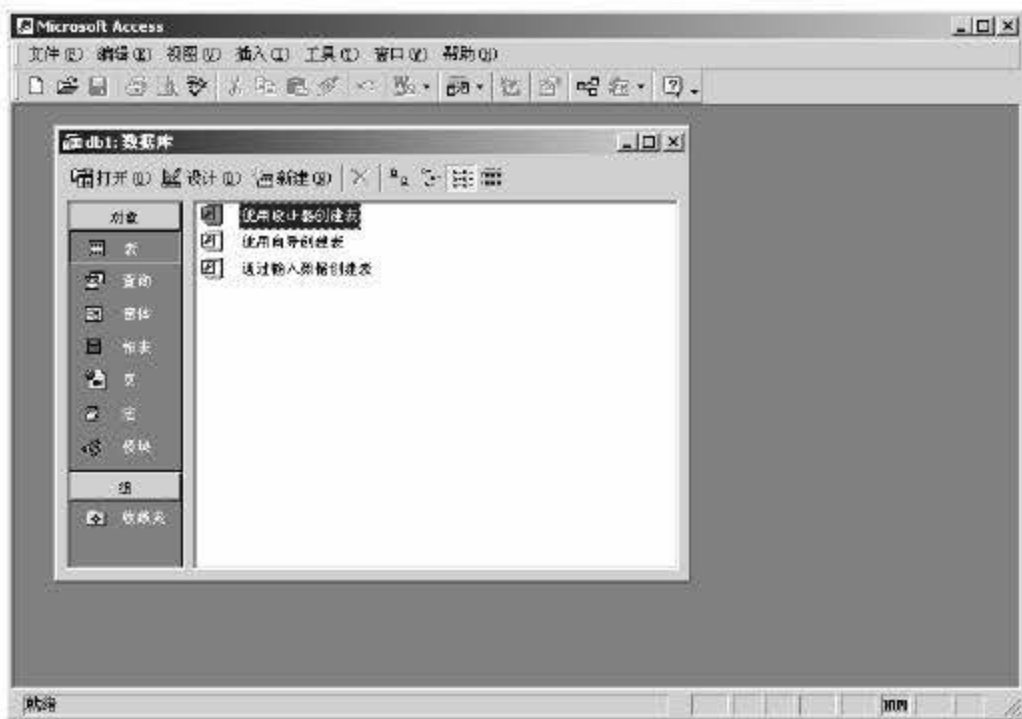 Microsoft Access
文件(F) 编辑(E) 视图(V) 插入(I) 工具(T) 窗口(W) 帮助(H)
db1: 数据库
打开(O) 设计(D) 新建(N)
对象
表
查询
窗体
报表
页
宏
模块
组
收藏夹
使用设计器创建表
使用向导创建表
通过输入数据创建表
就绪